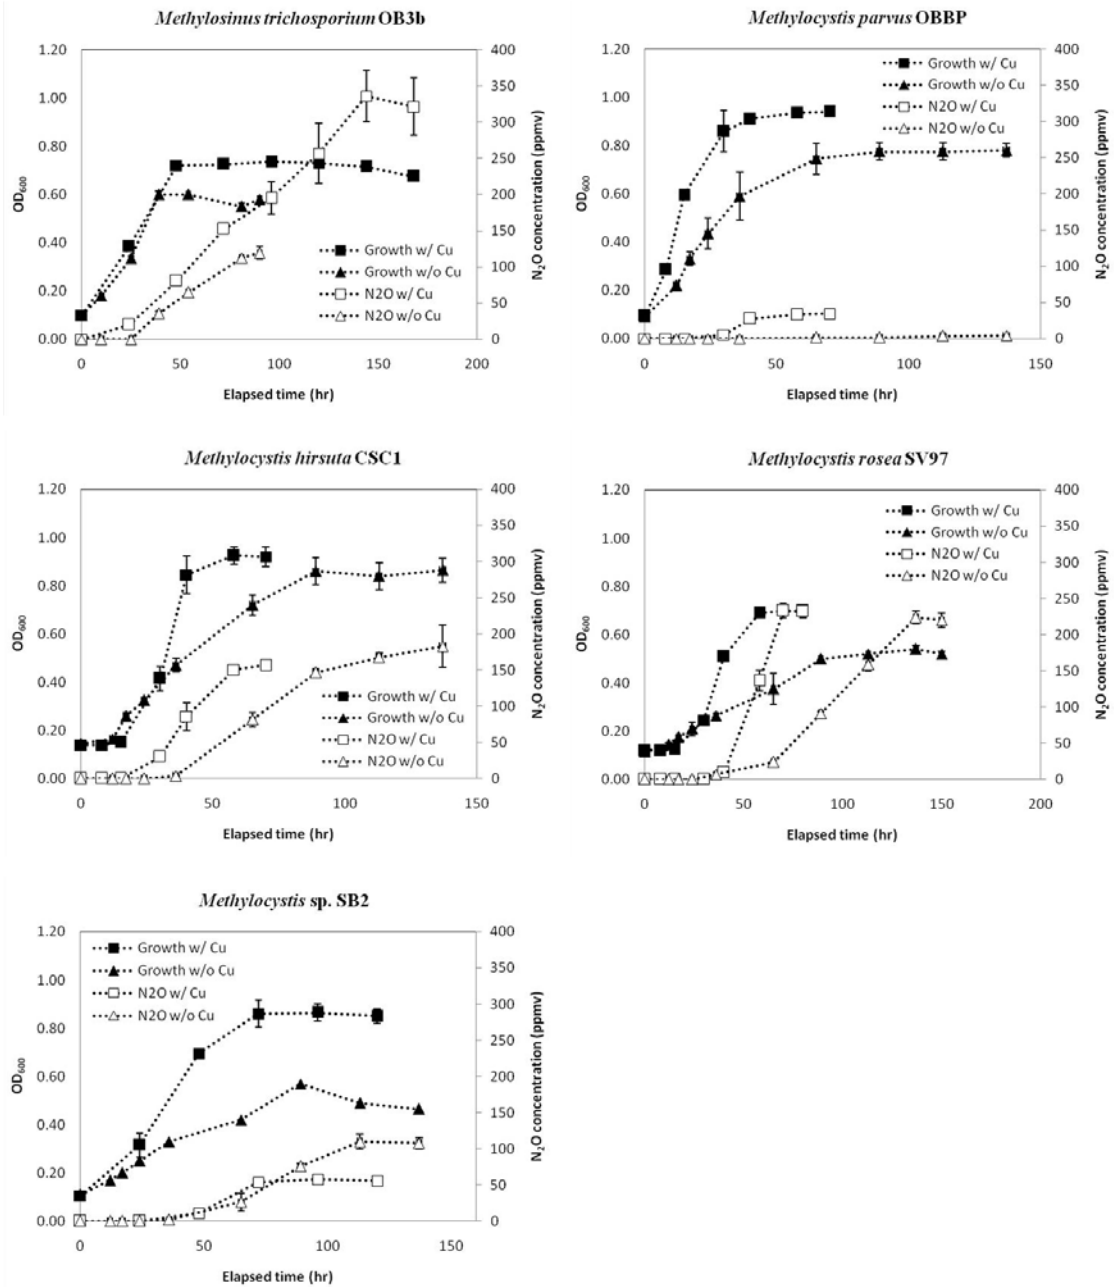 Methylosinus trichosporium OB3b
1.20
1.00
0.80
0.60
0.40
0.20
0.00
OD600
400
350
300
250
200
150
100
50
0
N2O concentration (ppmv)
Growth w/ Cu
Growth w/o Cu
N2O w/ Cu
N2O w/o Cu
0 50 100 150 200
Elapsed time (hr)
Methylocystis parvus OBBP
1.20
1.00
0.80
0.60
0.40
0.20
0.00
OD600
400
350
300
250
200
150
100
50
0
N2O concentration (ppmv)
Growth w/ Cu
Growth w/o Cu
N2O w/ Cu
N2O w/o Cu
0 50 100 150
Elapsed time (hr)
Methylocystis hirsuta CSC1
1.20
1.00
0.80
0.60
0.40
0.20
0.00
OD600
400
350
300
250
200
150
100
50
0
N2O concentration (ppmv)
Growth w/ Cu
Growth w/o Cu
N2O w/ Cu
N2O w/o Cu
0 50 100 150
Elapsed time (hr)
Methylocystis rosea SV97
1.20
1.00
0.80
0.60
0.40
0.20
0.00
OD600
400
350
300
250
200
150
100
50
0
N2O concentration (ppmv)
Growth w/ Cu
Growth w/o Cu
N2O w/ Cu
N2O w/o Cu
0 50 100 150 200
Elapsed time (hr)
Methylocystis sp. SB2
1.20
1.00
0.80
0.60
0.40
0.20
0.00
OD600
400
350
300
250
200
150
100
50
0
N2O concentration (ppmv)
Growth w/ Cu
Growth w/o Cu
N2O w/ Cu
N2O w/o Cu
0 50 100 150
Elapsed time (hr)